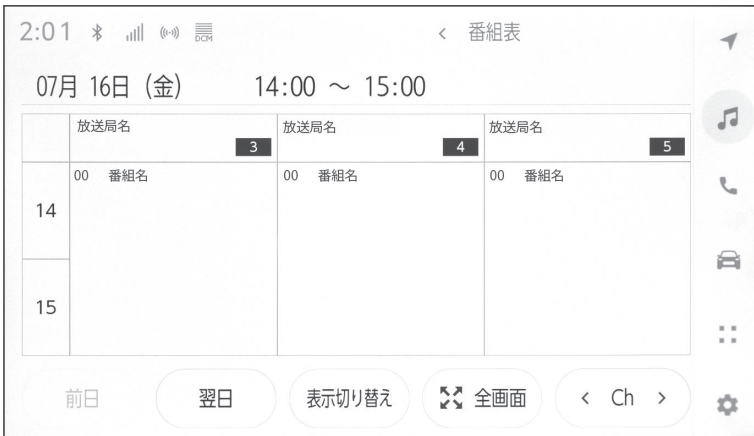 2:01 DCM < 番組表
07月 16日 (金) 14:00 ～ 15:00
放送局名 放送局名 放送局名
3 4 5
00 番組名 00 番組名 00 番組名
14
15
前日 翌日 表示切り替え 全画面 < Ch >